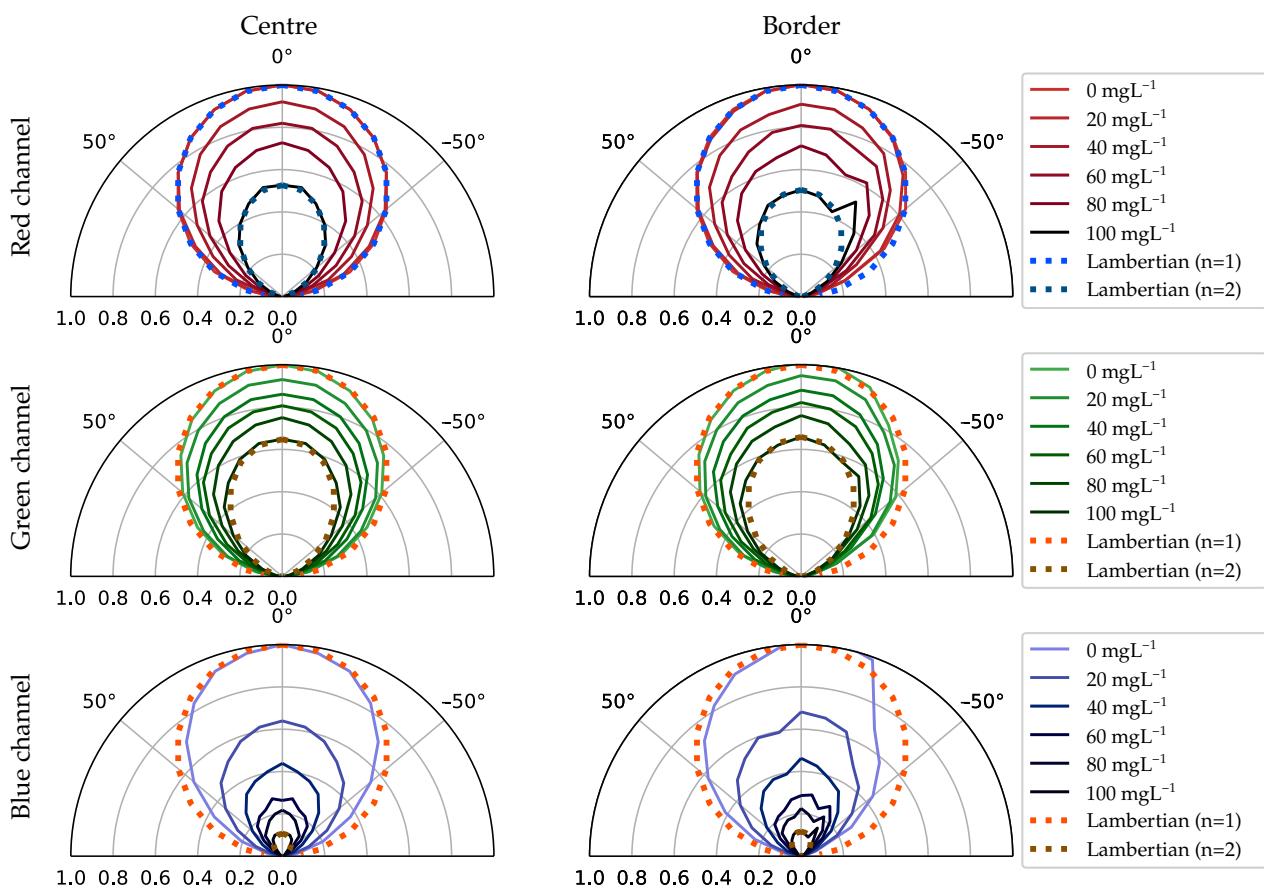 Centre
Border
0°
0°
Red channel
50°
–50°
50°
–50°
0 mgL⁻¹
20 mgL⁻¹
40 mgL⁻¹
60 mgL⁻¹
80 mgL⁻¹
100 mgL⁻¹
Lambertian (n=1)
Lambertian (n=2)
1.0 0.8 0.6 0.4 0.2 0.0
1.0 0.8 0.6 0.4 0.2 0.0
0°
0°
Green channel
50°
–50°
50°
–50°
0 mgL⁻¹
20 mgL⁻¹
40 mgL⁻¹
60 mgL⁻¹
80 mgL⁻¹
100 mgL⁻¹
Lambertian (n=1)
Lambertian (n=2)
1.0 0.8 0.6 0.4 0.2 0.0
1.0 0.8 0.6 0.4 0.2 0.0
0°
0°
Blue channel
50°
–50°
50°
–50°
0 mgL⁻¹
20 mgL⁻¹
40 mgL⁻¹
60 mgL⁻¹
80 mgL⁻¹
100 mgL⁻¹
Lambertian (n=1)
Lambertian (n=2)
1.0 0.8 0.6 0.4 0.2 0.0
1.0 0.8 0.6 0.4 0.2 0.0